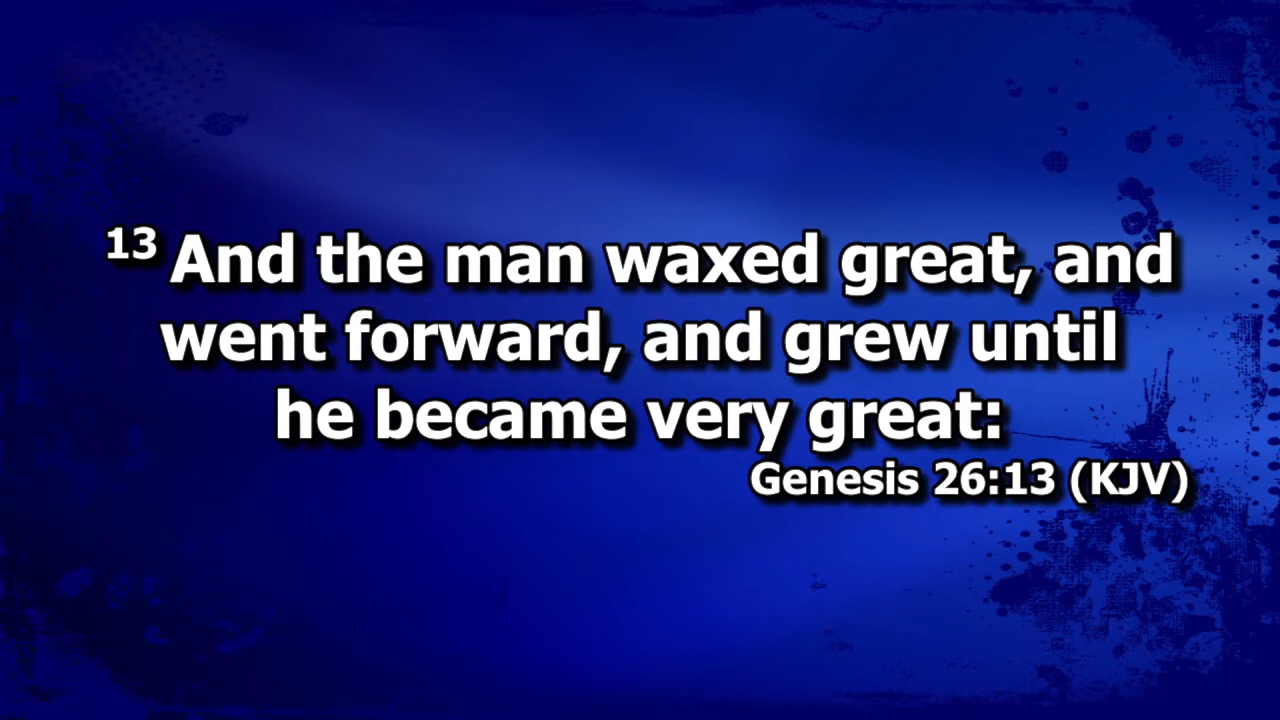 13 And the man waxed great, and
went forward, and grew until
he became very great:
Genesis 26:13 (KJV)